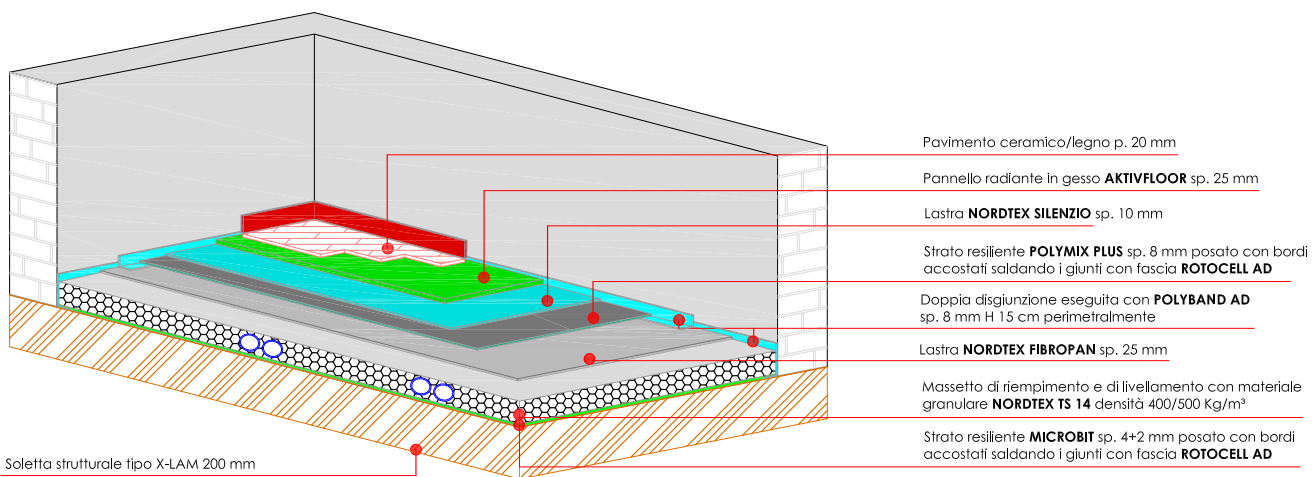 Pavimento ceramico/legno p. 20 mm
Pannello radiante in gesso AKTIVFLOOR sp. 25 mm
Lastra NORDTEX SILENZIO sp. 10 mm
Strato resiliente POLYMIX PLUS sp. 8 mm posato con bordi
accostati saldando i giunti con fascia ROTOCELL AD
Doppia disgiunzione eseguita con POLYBAND AD
sp. 8 mm H 15 cm perimetralmente
Lastra NORDTEX FIBROPAN sp. 25 mm
Massetto di riempimento e di livellamento con materiale
granulare NORDTEX TS 14 densità 400/500 Kg/m³
Strato resiliente MICROBIT sp. 4+2 mm posato con bordi
accostati saldando i giunti con fascia ROTOCELL AD
Soletta strutturale tipo X-LAM 200 mm